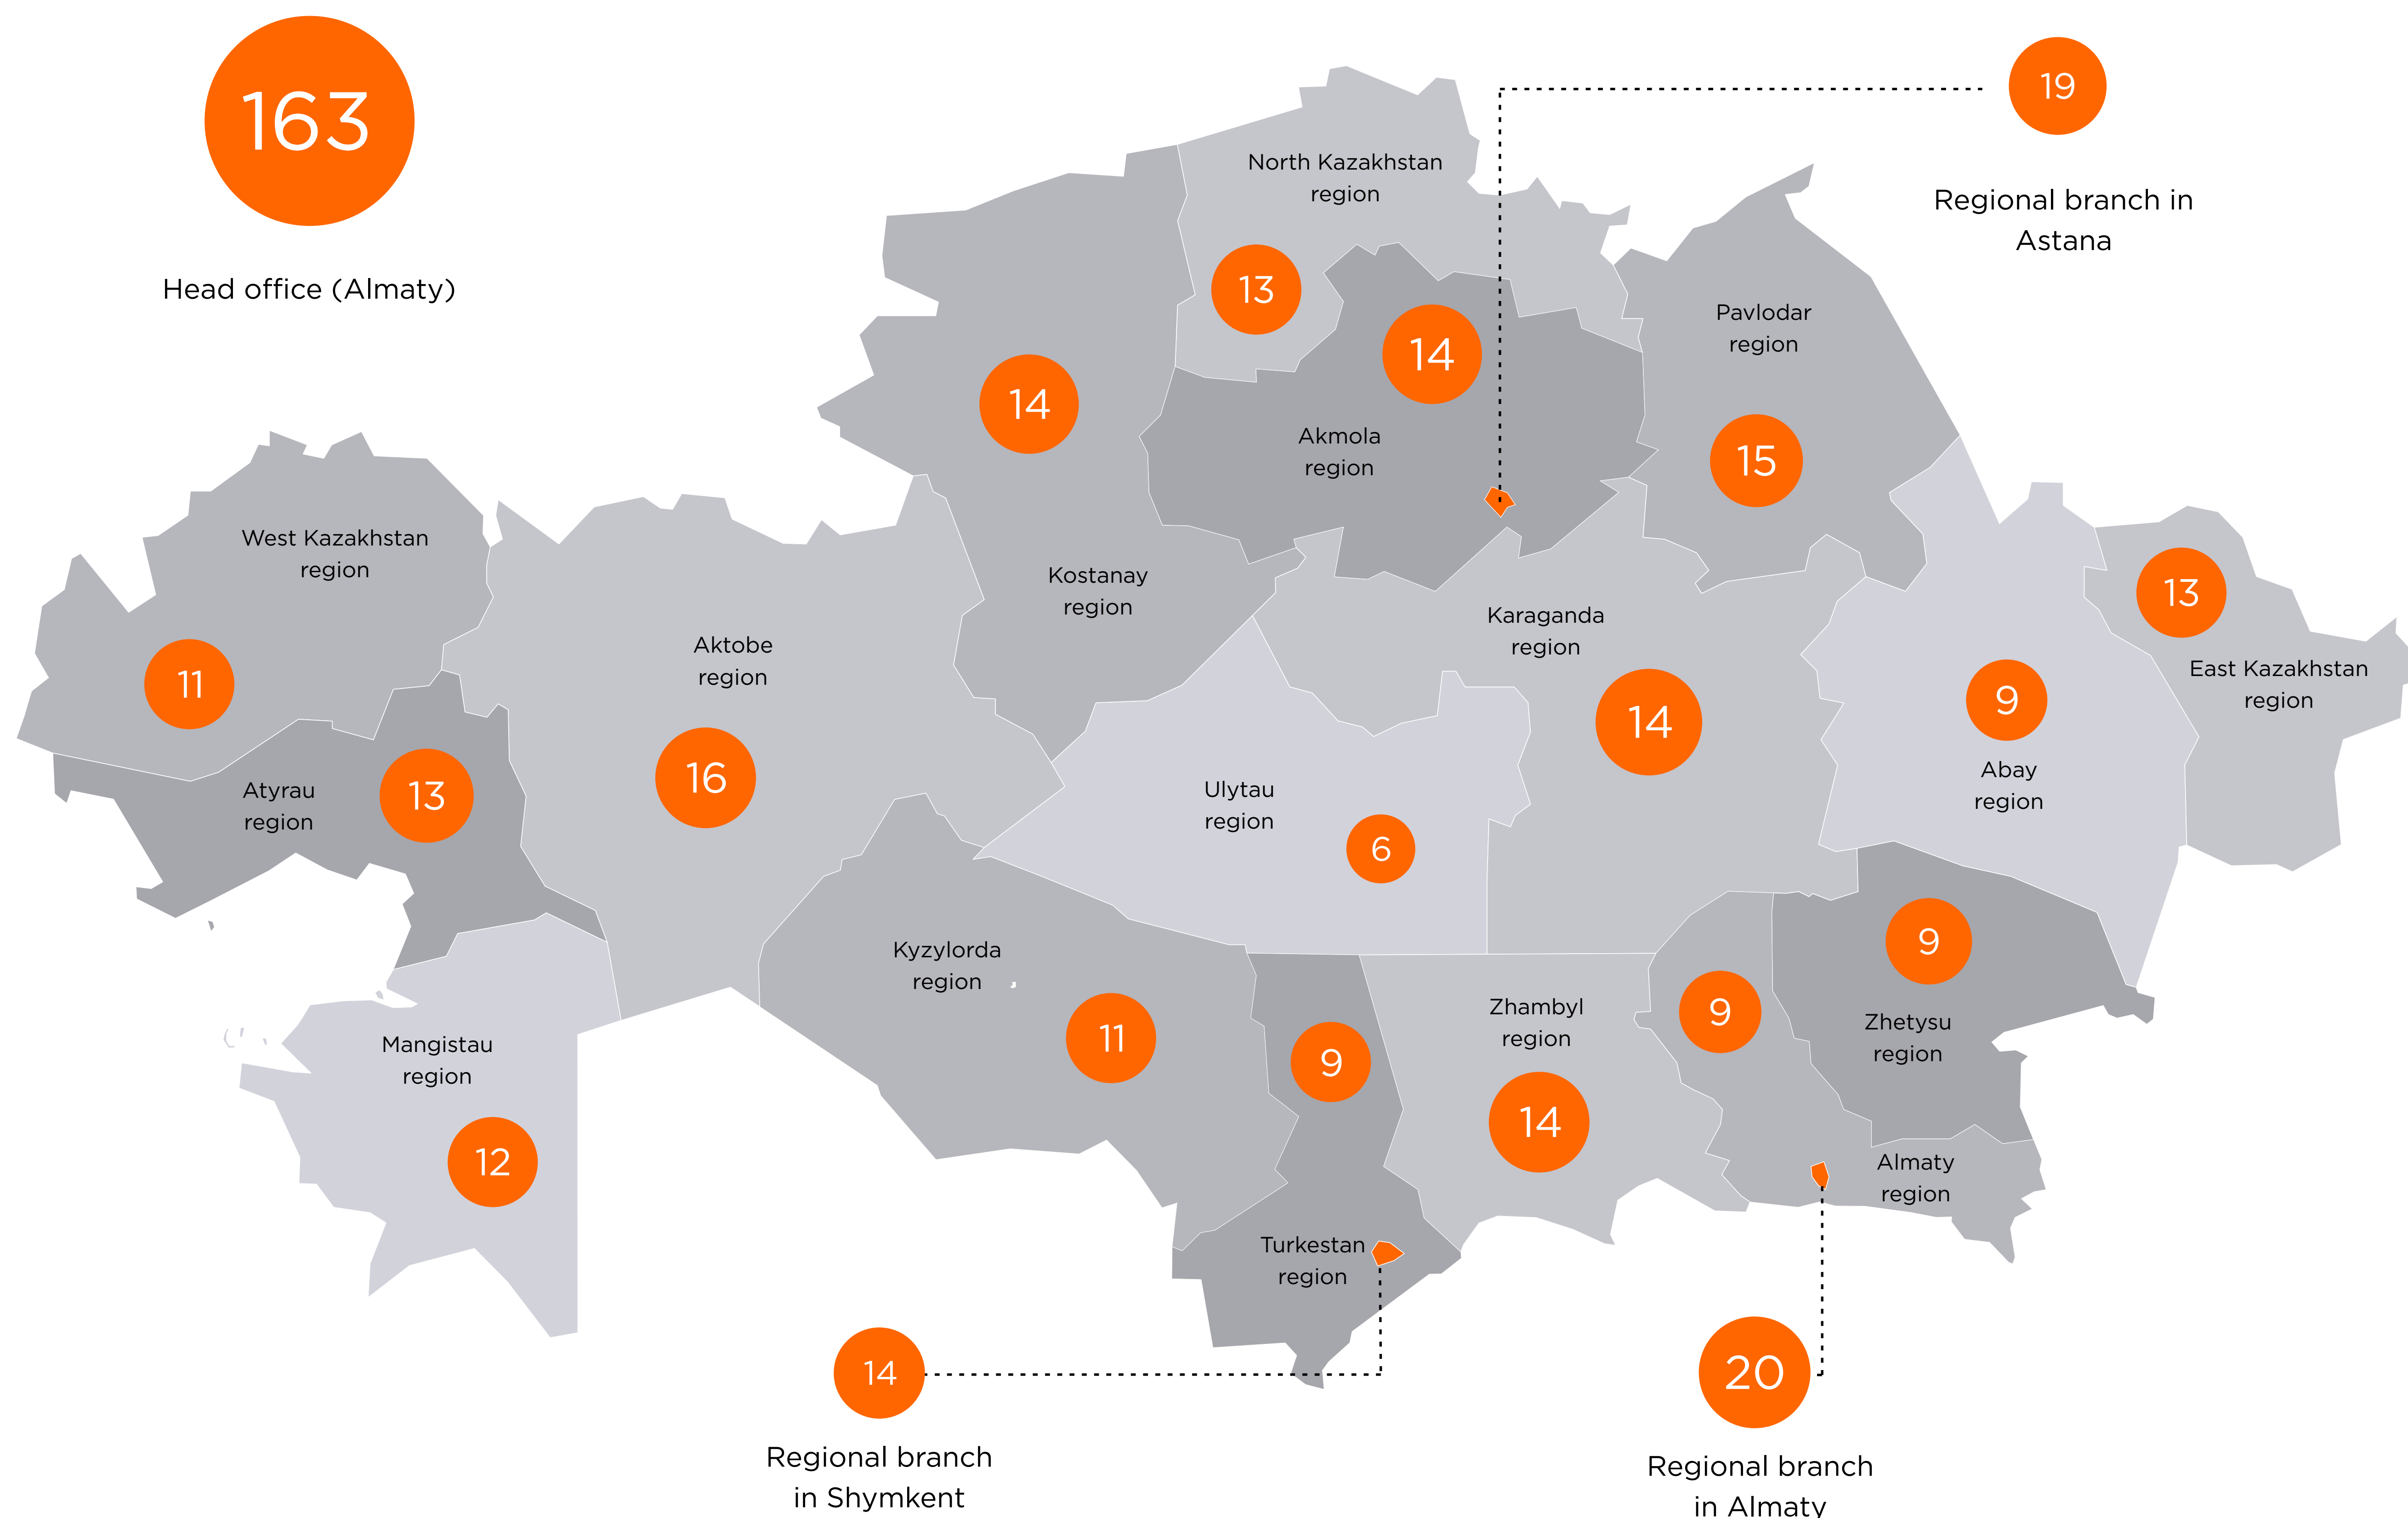 163
Head office (Almaty)
19
Regional branch in
Astana
North Kazakhstan
region
13
14
Akmola
region
Pavlodar
region
15
14
Kostanay
region
West Kazakhstan
region
11
Aktobe
region
16
Atyrau
region
13
Karaganda
region
14
13
East Kazakhstan
region
9
Abay
region
Ulytau
region
6
Kyzylorda
region
11
Mangistau
region
12
9
Turkestan
region
Zhambyl
region
14
9
Almaty
region
9
Zhetysu
region
14
Regional branch
in Shymkent
20
Regional branch
in Almaty